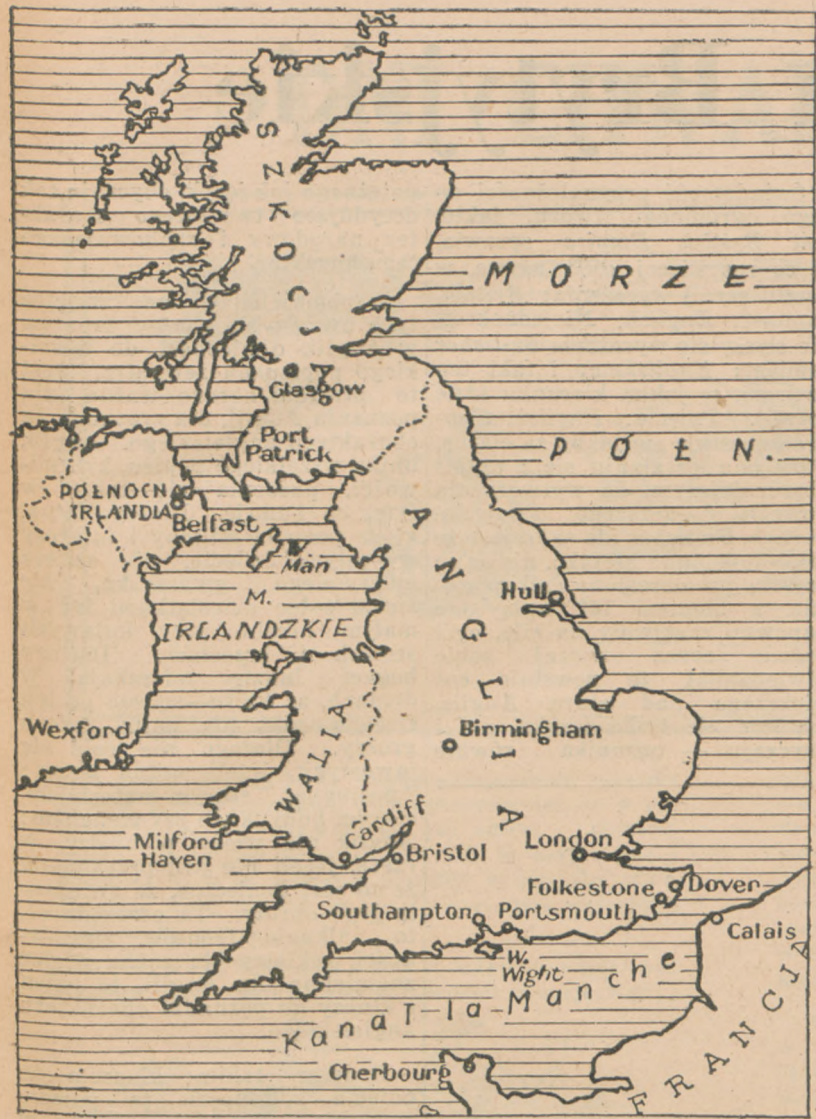 SZKOCJA
MORZE
PÓŁN.
Glasgow
Port
Patrick
PÓŁNOCNA
IRLANDIA
Belfast
W.
Man
M.
IRLANDZKIE
ANGLIA
Hull
Wexford
WALIA
Birmingham
Milford
Haven
Cardiff
Bristol
London
Folkestone
Dover
Southampton
Portsmouth
Calais
W.
Wight
Kanał-la-Manche
Cherbourg
FRANCJA